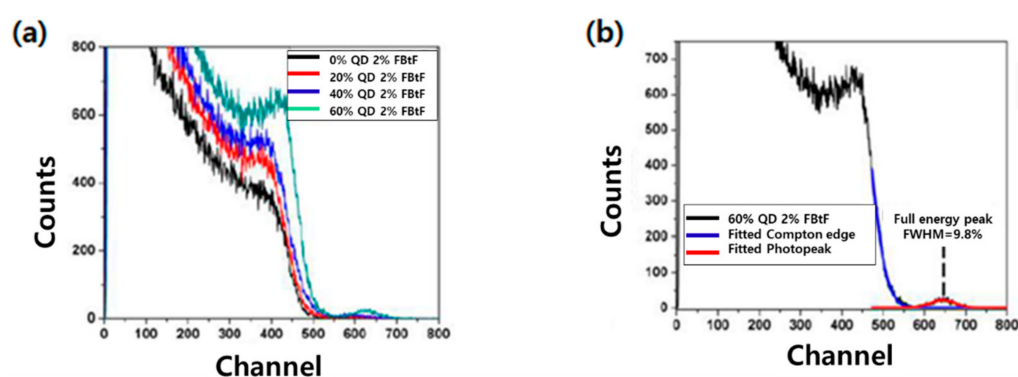 (a)
800
600
400
200
0
Counts
0% QD 2% FBtF
20% QD 2% FBtF
40% QD 2% FBtF
60% QD 2% FBtF
0 100 200 300 400 500 600 700 800
Channel
(b)
700
600
500
400
300
200
100
0
Counts
60% QD 2% FBtF
Fitted Compton edge
Fitted Photopeak
Full energy peak
FWHM=9.8%
0 100 200 300 400 500 600 700 800
Channel